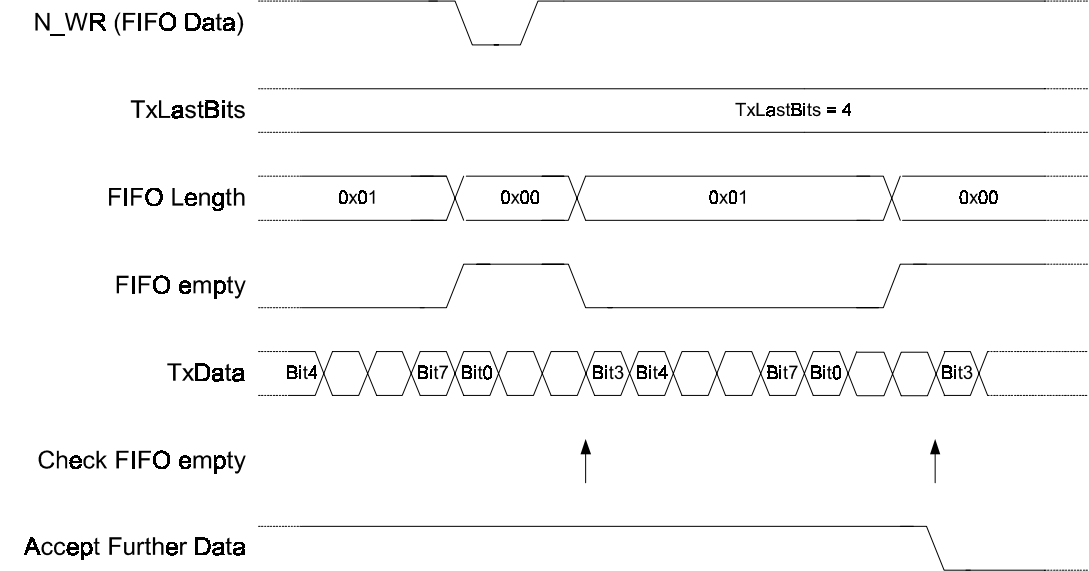 N_WR (FIFO Data)
TxLastBits
TxLastBits = 4
FIFO Length
0x01
0x00
0x01
0x00
FIFO empty
TxData
Bit4
Bit7
Bit0
Bit3
Bit4
Bit7
Bit0
Bit3
Check FIFO empty
Accept Further Data